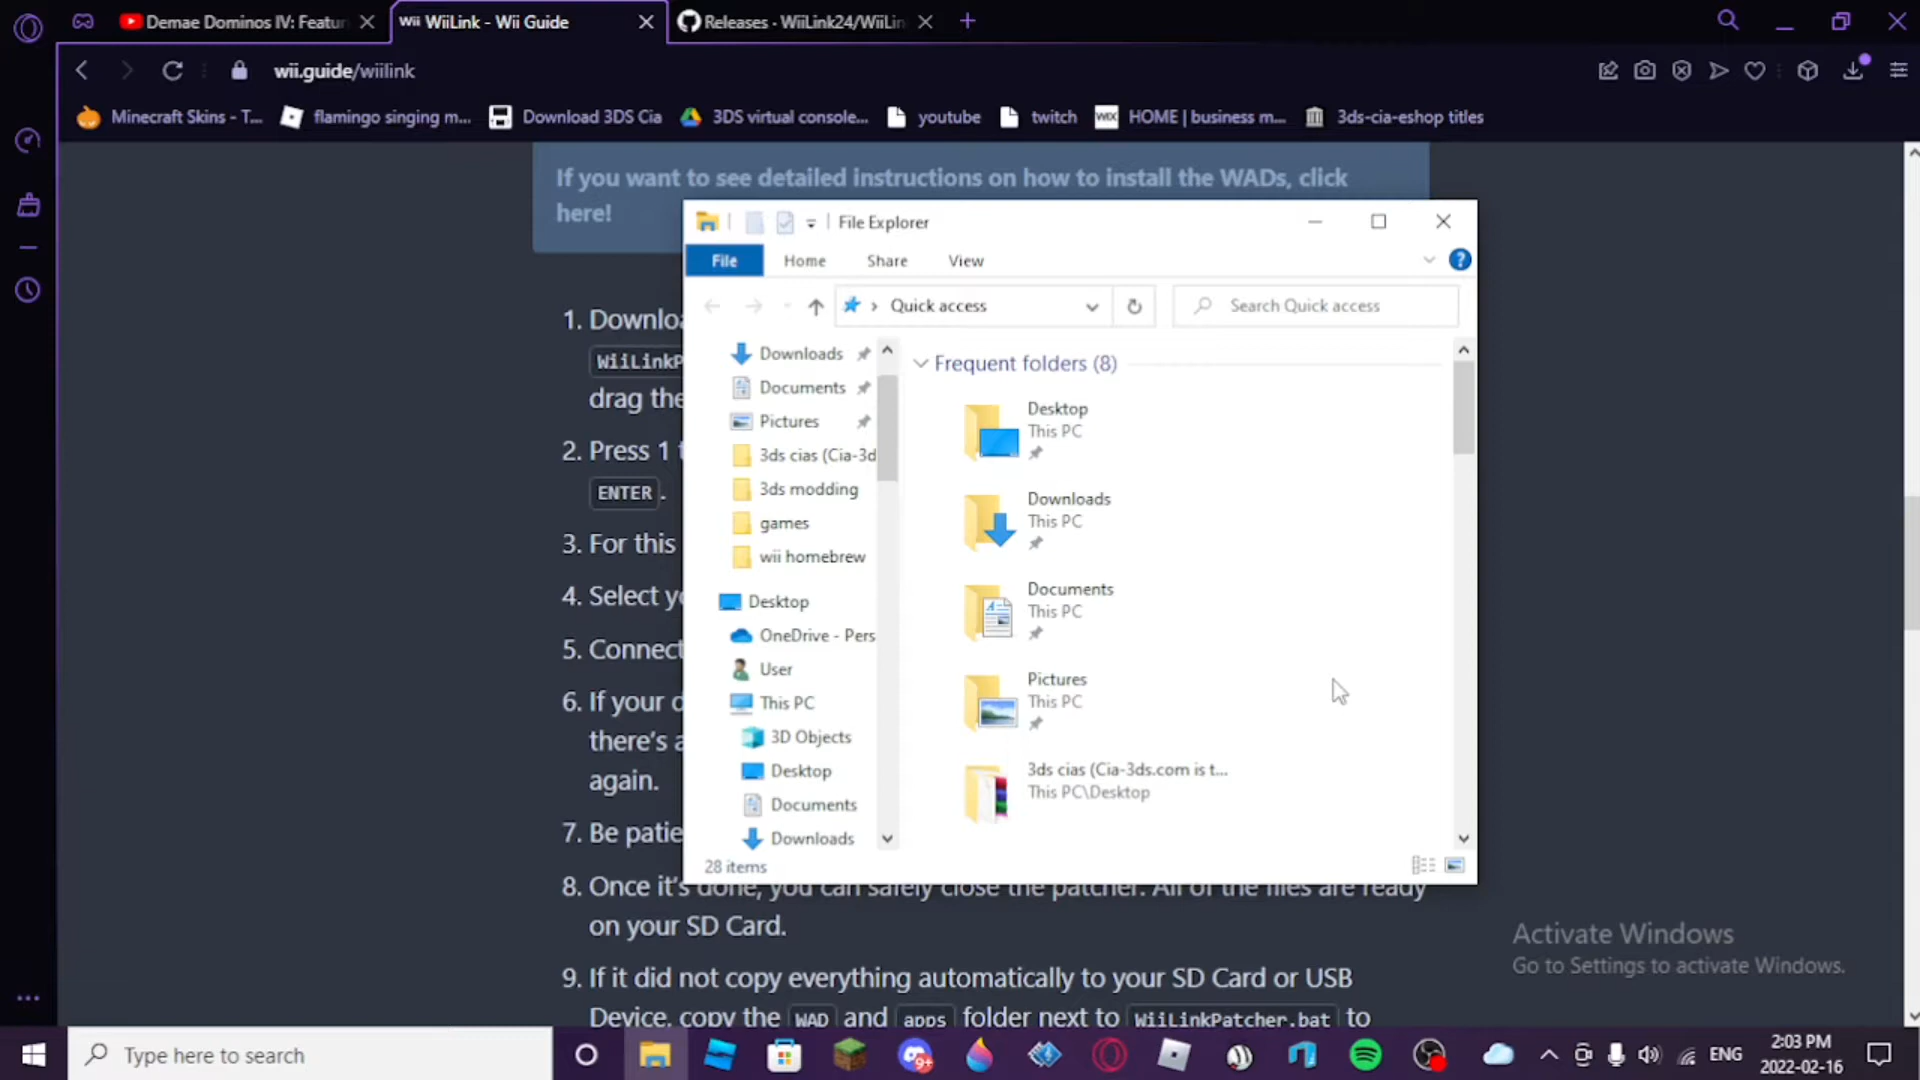 Demae Dominos IV: Featur
Wii WiiLink - Wii Guide
Releases · WiiLink24/WiiLin
wii.guide/wiilink
Minecraft Skins - T...
flamingo singing m...
Download 3DS Cia
3DS virtual console...
youtube
twitch
WIX HOME | business m...
3ds-cia-eshop titles
If you want to see detailed instructions on how to install the WADs, click
here!
File Explorer
File Home Share View
Quick access
Search Quick access
Downloads
Documents
Pictures
3ds cias (Cia-3d
3ds modding
games
wii homebrew
Desktop
OneDrive - Pers
User
This PC
3D Objects
Desktop
Documents
Downloads
Frequent folders (8)
Desktop
This PC
Downloads
This PC
Documents
This PC
Pictures
This PC
3ds cias (Cia-3ds.com is t...
This PC\Desktop
28 items
1. Downloa
WiiLinkP
drag the
2. Press 1 t
ENTER.
3. For this
4. Select yo
5. Connect
6. If your d
there's a
again.
7. Be patie
8. Once it's done, you can safely close the patcher. All of the files are ready
on your SD Card.
9. If it did not copy everything automatically to your SD Card or USB
Device, copy the WAD and apps folder next to WiiLinkPatcher.bat to
Activate Windows
Go to Settings to activate Windows.
Type here to search
9+
ENG
2:03 PM
2022-02-16